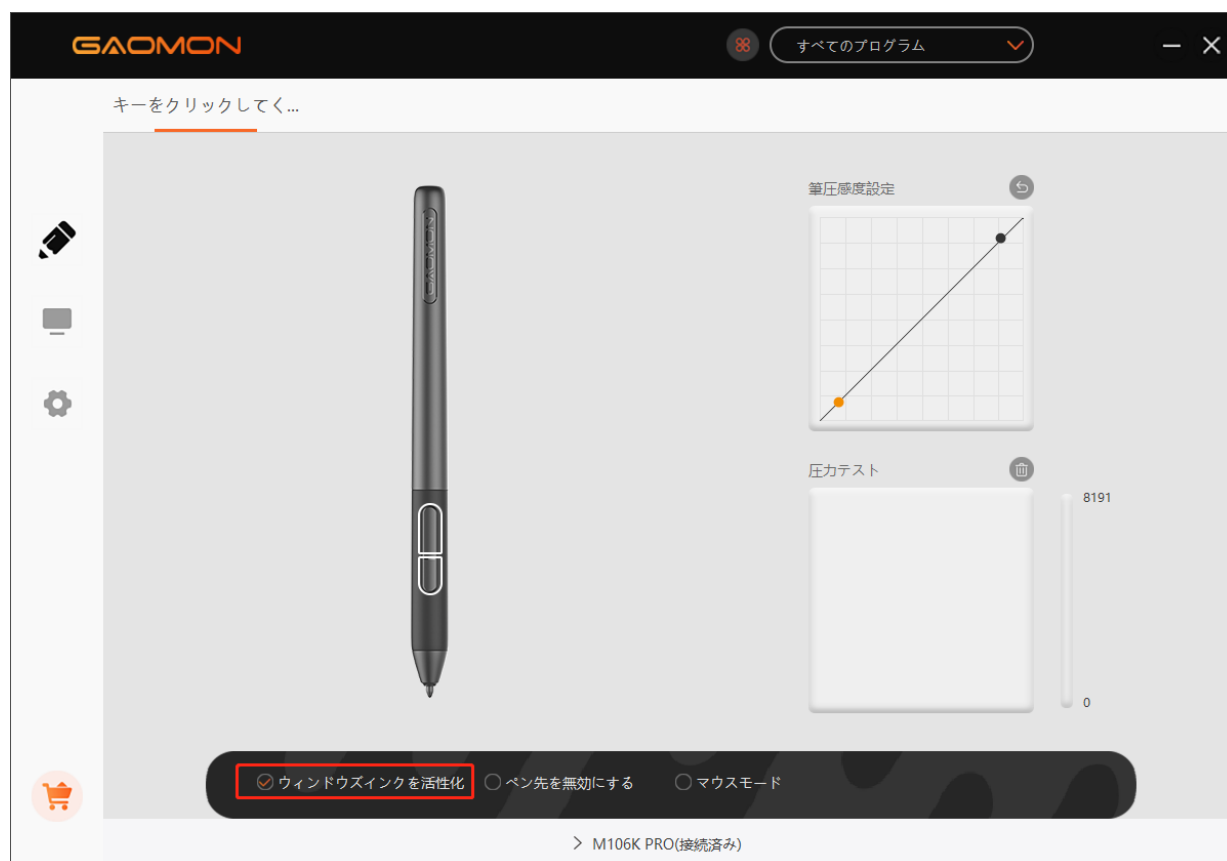 GAOMON
すべてのプログラム
キーをクリックしてく...
筆圧感度設定
GAOMON
圧力テスト
8191
0
ウィンドウズインクを活性化
ペン先を無効にする
マウスモード
M106K PRO(接続済み)